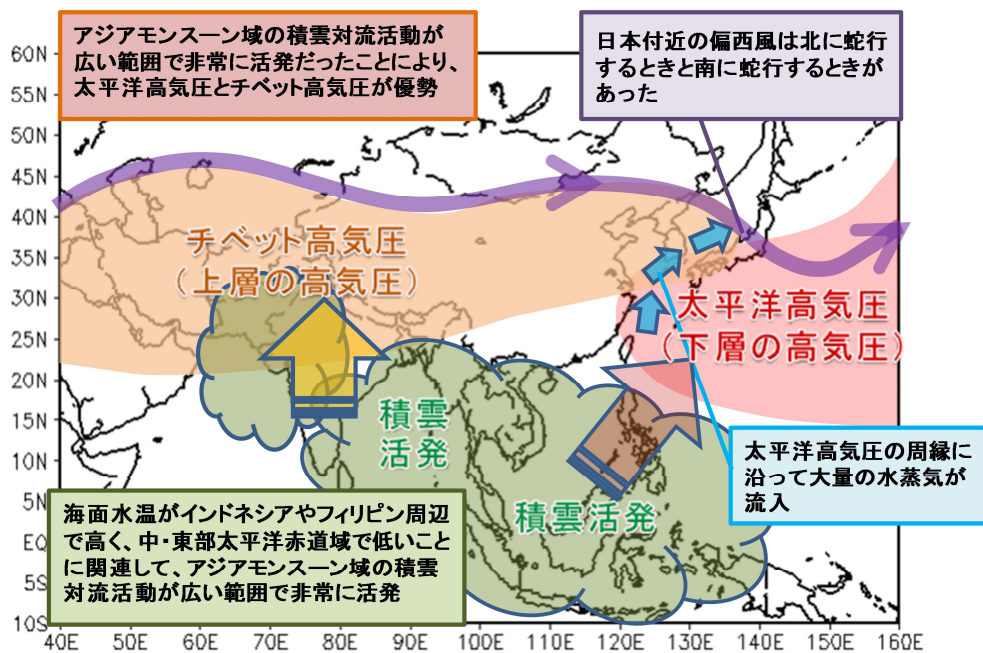 アジアモンスーン域の積雲対流活動が
広い範囲で非常に活発だったことにより、
太平洋高気圧とチベット高気圧が優勢
日本付近の偏西風は北に蛇行
するときと南に蛇行するときが
あった
60N
55N
50N
45N
40N
35N
30N
25N
20N
15N
10N
5N
EQ
5S
10S
チベット高気圧
（上層の高気圧）
太平洋高気圧
（下層の高気圧）
積雲
活発
積雲活発
太平洋高気圧の周縁に
沿って大量の水蒸気が
流入
海面水温がインドネシアやフィリピン周辺
で高く、中・東部太平洋赤道域で低いこと
に関連して、アジアモンスーン域の積雲
対流活動が広い範囲で非常に活発
40E 50E 60E 70E 80E 90E 100E 110E 120E 130E 140E 150E 160E